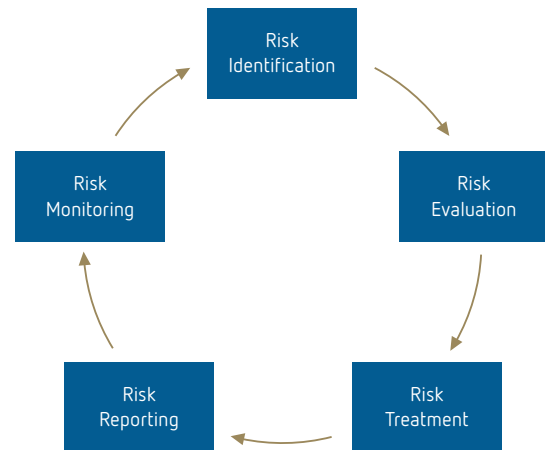 Risk
Identification
Risk
Evaluation
Risk
Treatment
Risk
Reporting
Risk
Monitoring